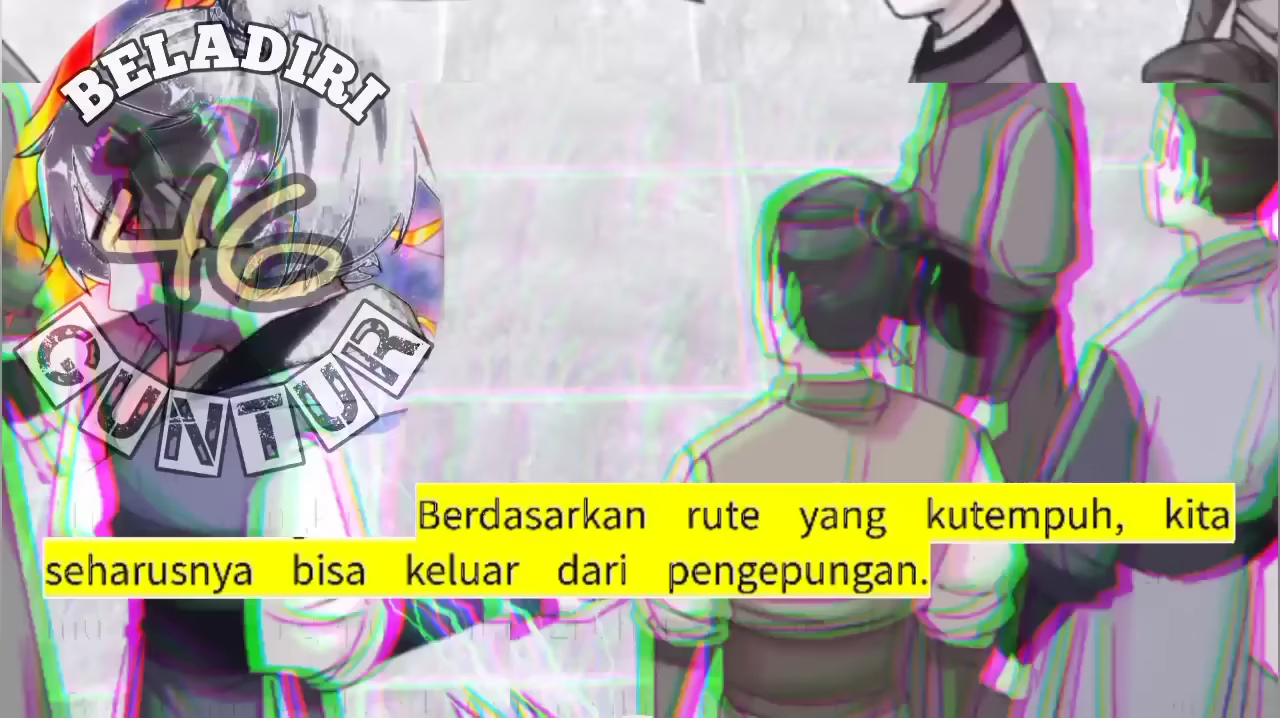 BELADIRI
46
GUNTUR
Berdasarkan rute yang kutempuh, kita
seharusnya bisa keluar dari pengepungan.